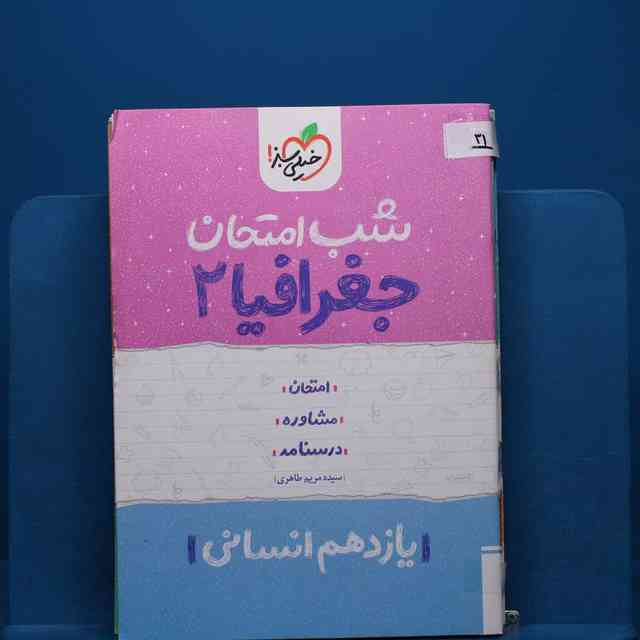 خیلی سبز!
۳۱
شب امتحان
جغرافیا ۲
امتحان
مشاوره
درسنامه
(سیده مریم طاهری)
یازدهم انسانی